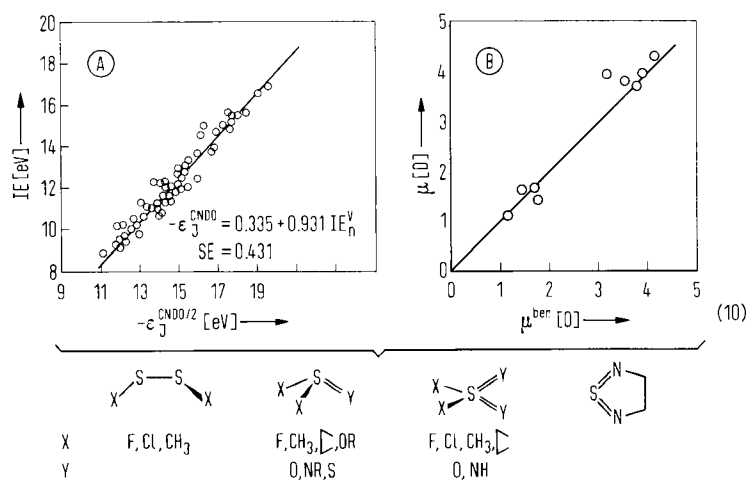 A
IE [eV]
20
18
16
14
12
10
8
9 11 13 15 17 19
-ε_J^CNDO = 0.335 + 0.931 IE_n^V
SE = 0.431
-ε_J^CNDO/2 [eV]
B
μ [D]
5
4
3
2
1
0
0 1 2 3 4 5
μ^ber. [D]
(10)
S S
X X
X S Y
X
X S Y
X Y
N
S
N
X F, Cl, CH₃ F, CH₃, OR F, Cl, CH₃,
Y O, NR, S O, NH